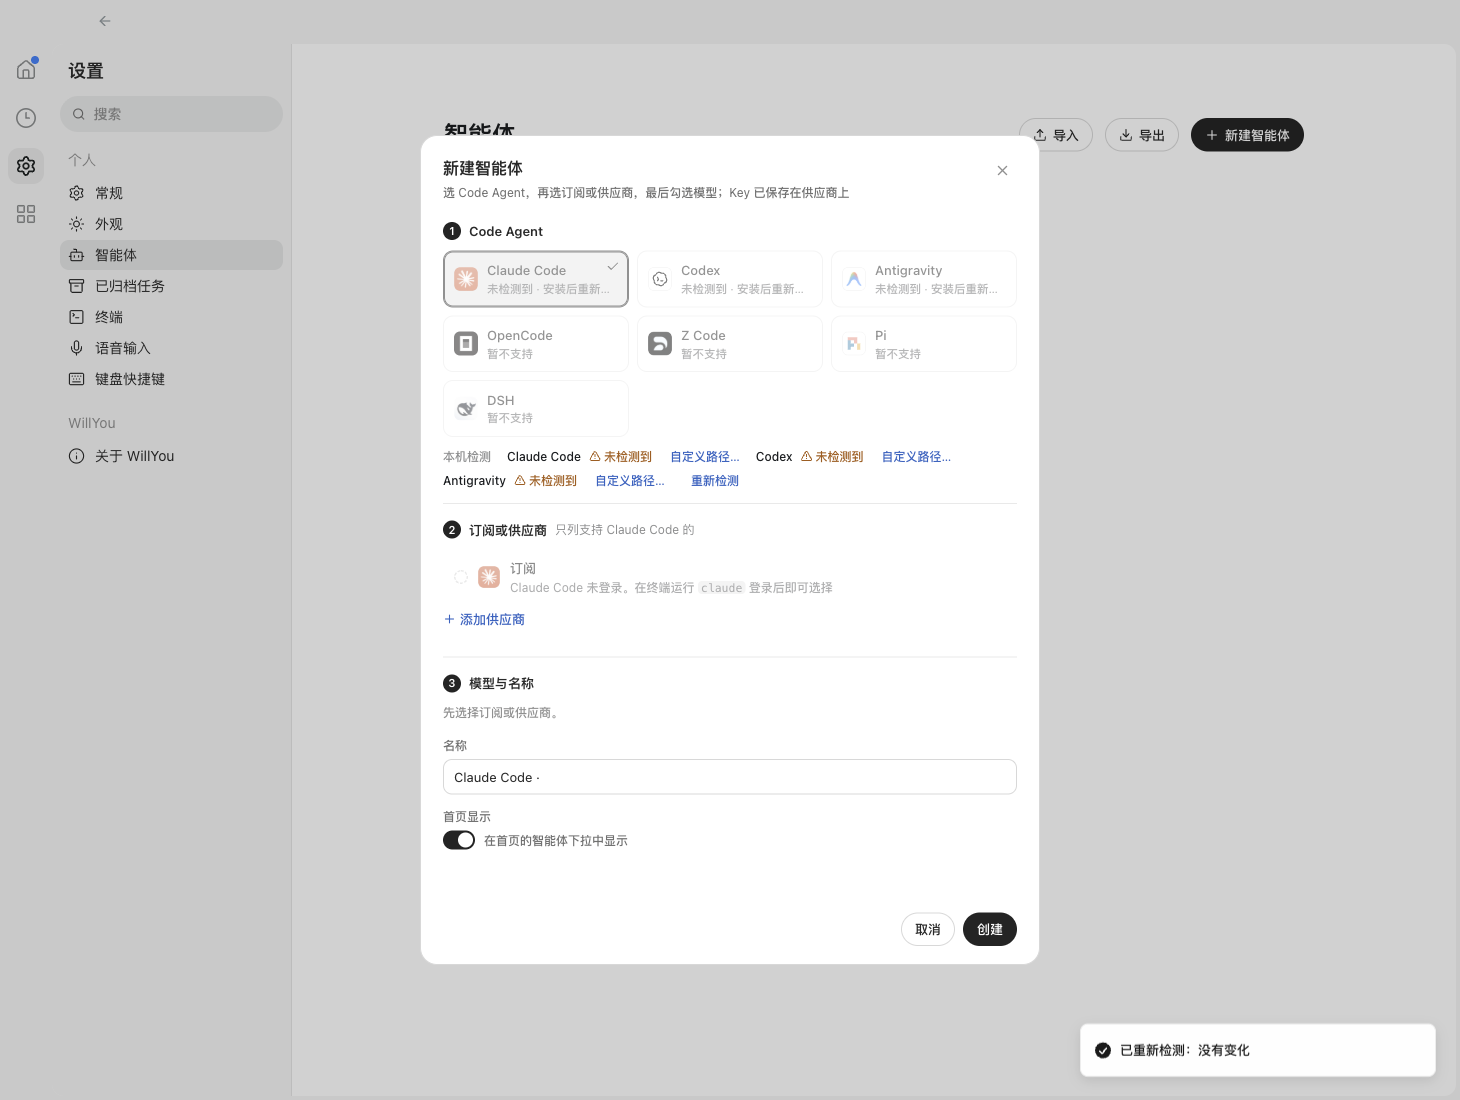 设置
搜索
个人
常规
外观
智能体
已归档任务
终端
语音输入
键盘快捷键
WillYou
关于 WillYou
智能体
导入
导出
新建智能体
新建智能体
选 Code Agent，再选订阅或供应商，最后勾选模型；Key 已保存在供应商上
1 Code Agent
Claude Code
未检测到 · 安装后重新...
Codex
未检测到 · 安装后重新...
Antigravity
未检测到 · 安装后重新...
OpenCode
暂不支持
Z Code
暂不支持
Pi
暂不支持
DSH
暂不支持
本机检测 Claude Code 未检测到 自定义路径... Codex 未检测到 自定义路径...
Antigravity 未检测到 自定义路径... 重新检测
2 订阅或供应商 只列支持 Claude Code 的
订阅
Claude Code 未登录。在终端运行 claude 登录后即可选择
+ 添加供应商
3 模型与名称
先选择订阅或供应商。
名称
Claude Code ·
首页显示
在首页的智能体下拉中显示
取消
创建
已重新检测：没有变化